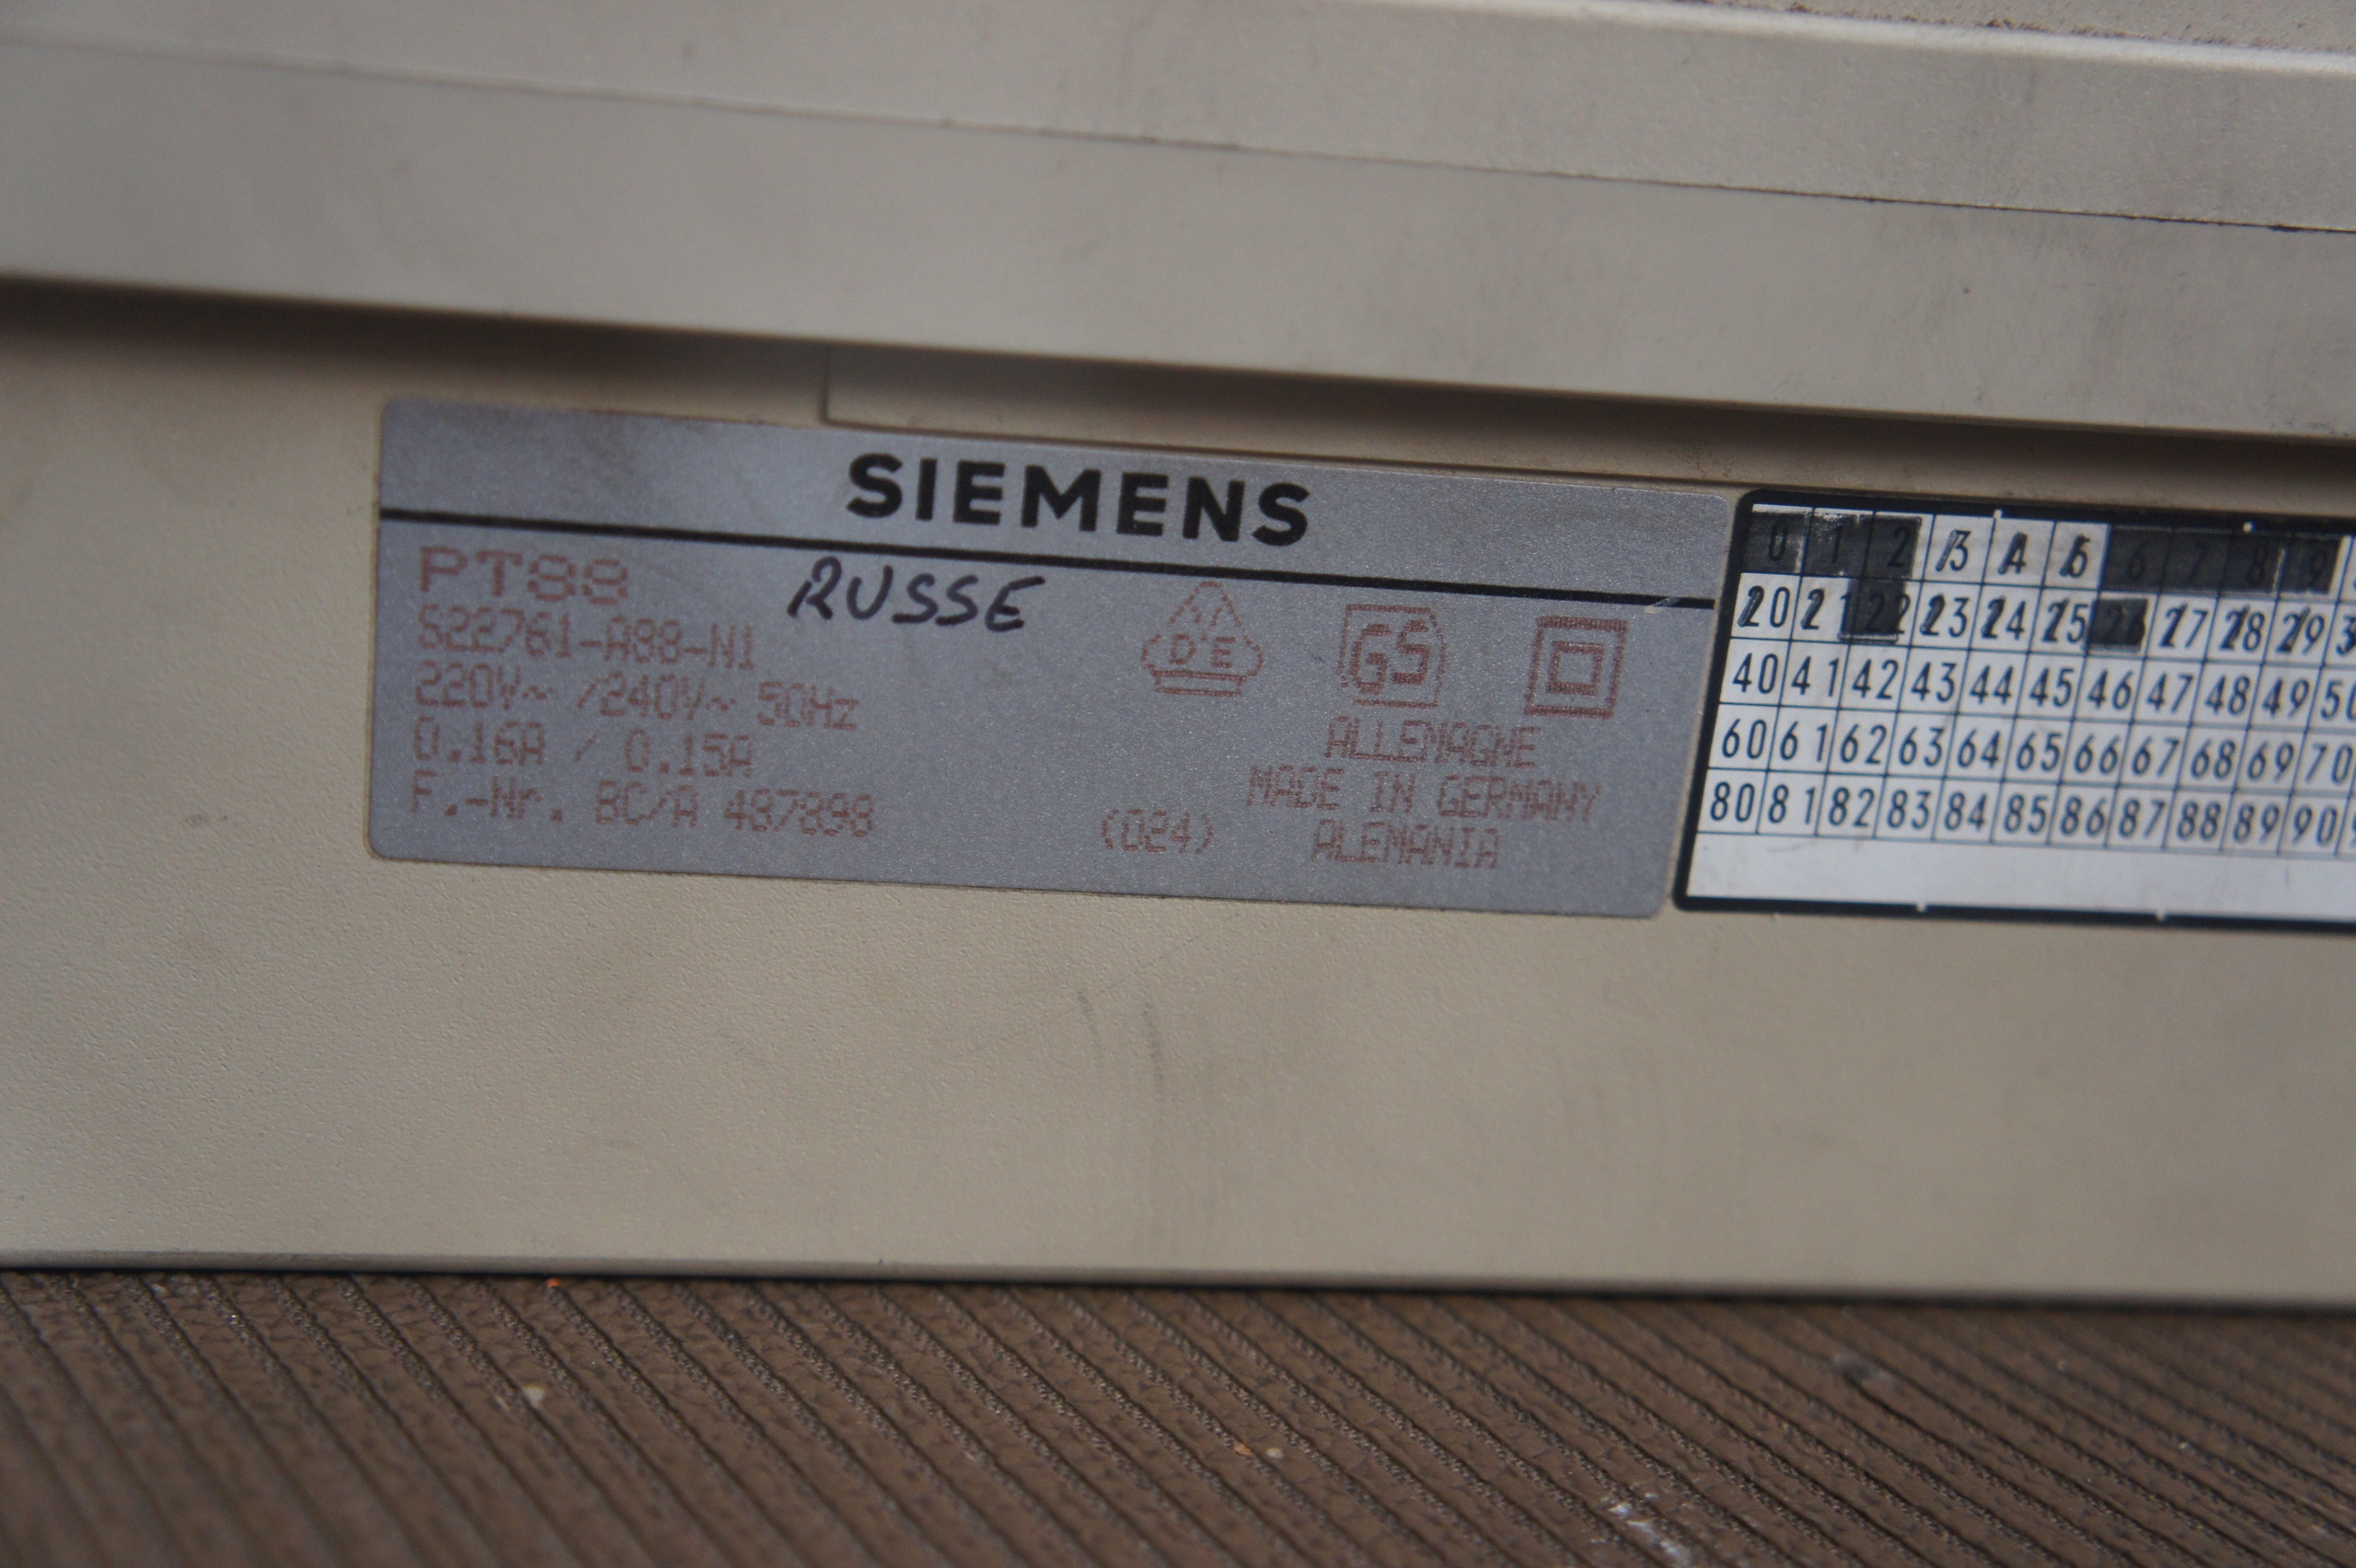 SIEMENS
PT88 RUSSE
S22761-A88-N1
220V~ /240V~ 50Hz
0.16A / 0.15A
F.-Nr. BC/A 487898
(024)
D'E
GS
ALLEMAGNE
MADE IN GERMANY
ALEMANIA
0 1 2 3 4 5 6 7 8 9
20 21 22 23 24 25 26 27 28 29 3
40 41 42 43 44 45 46 47 48 49 50
60 61 62 63 64 65 66 67 68 69 70
80 81 82 83 84 85 86 87 88 89 90